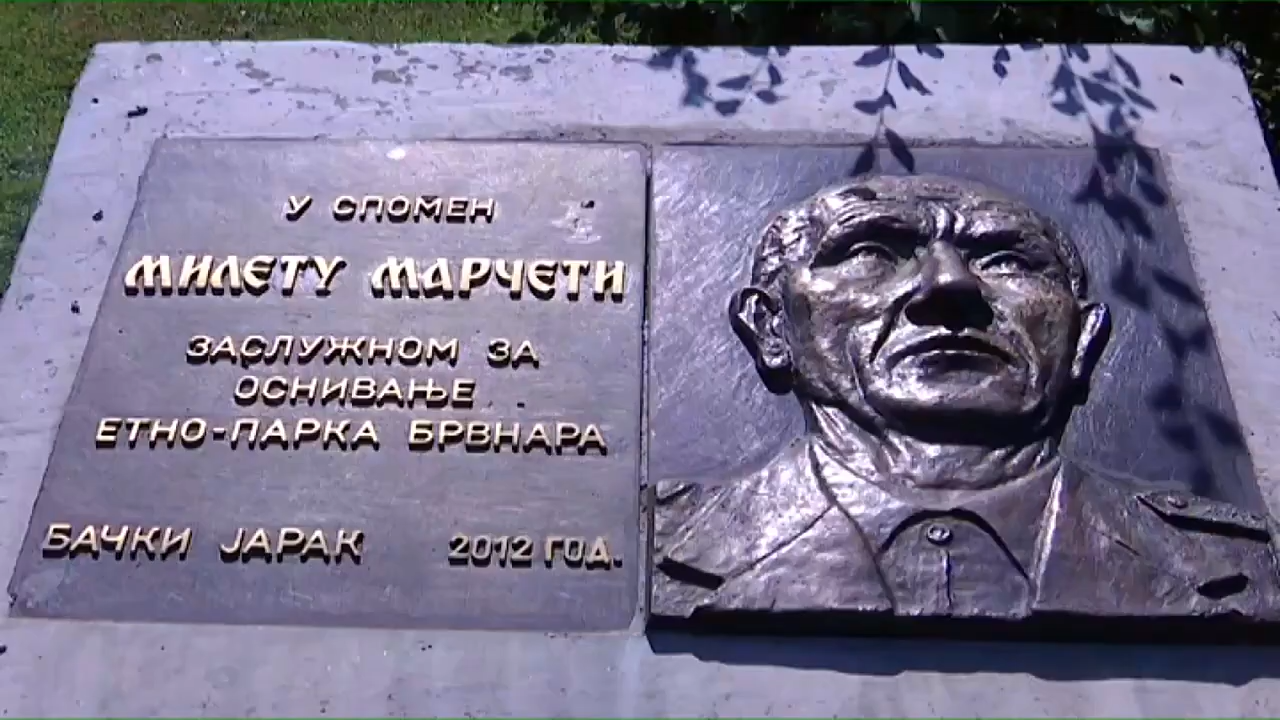 У СПОМЕН
МИЛЕТУ МАРЧЕТИ
ЗАСЛУЖНОМ ЗА
ОСНИВАЊЕ
ЕТНО-ПАРКА БРВНАРА
БАЧКИ ЈАРАК 2012 ГОД.